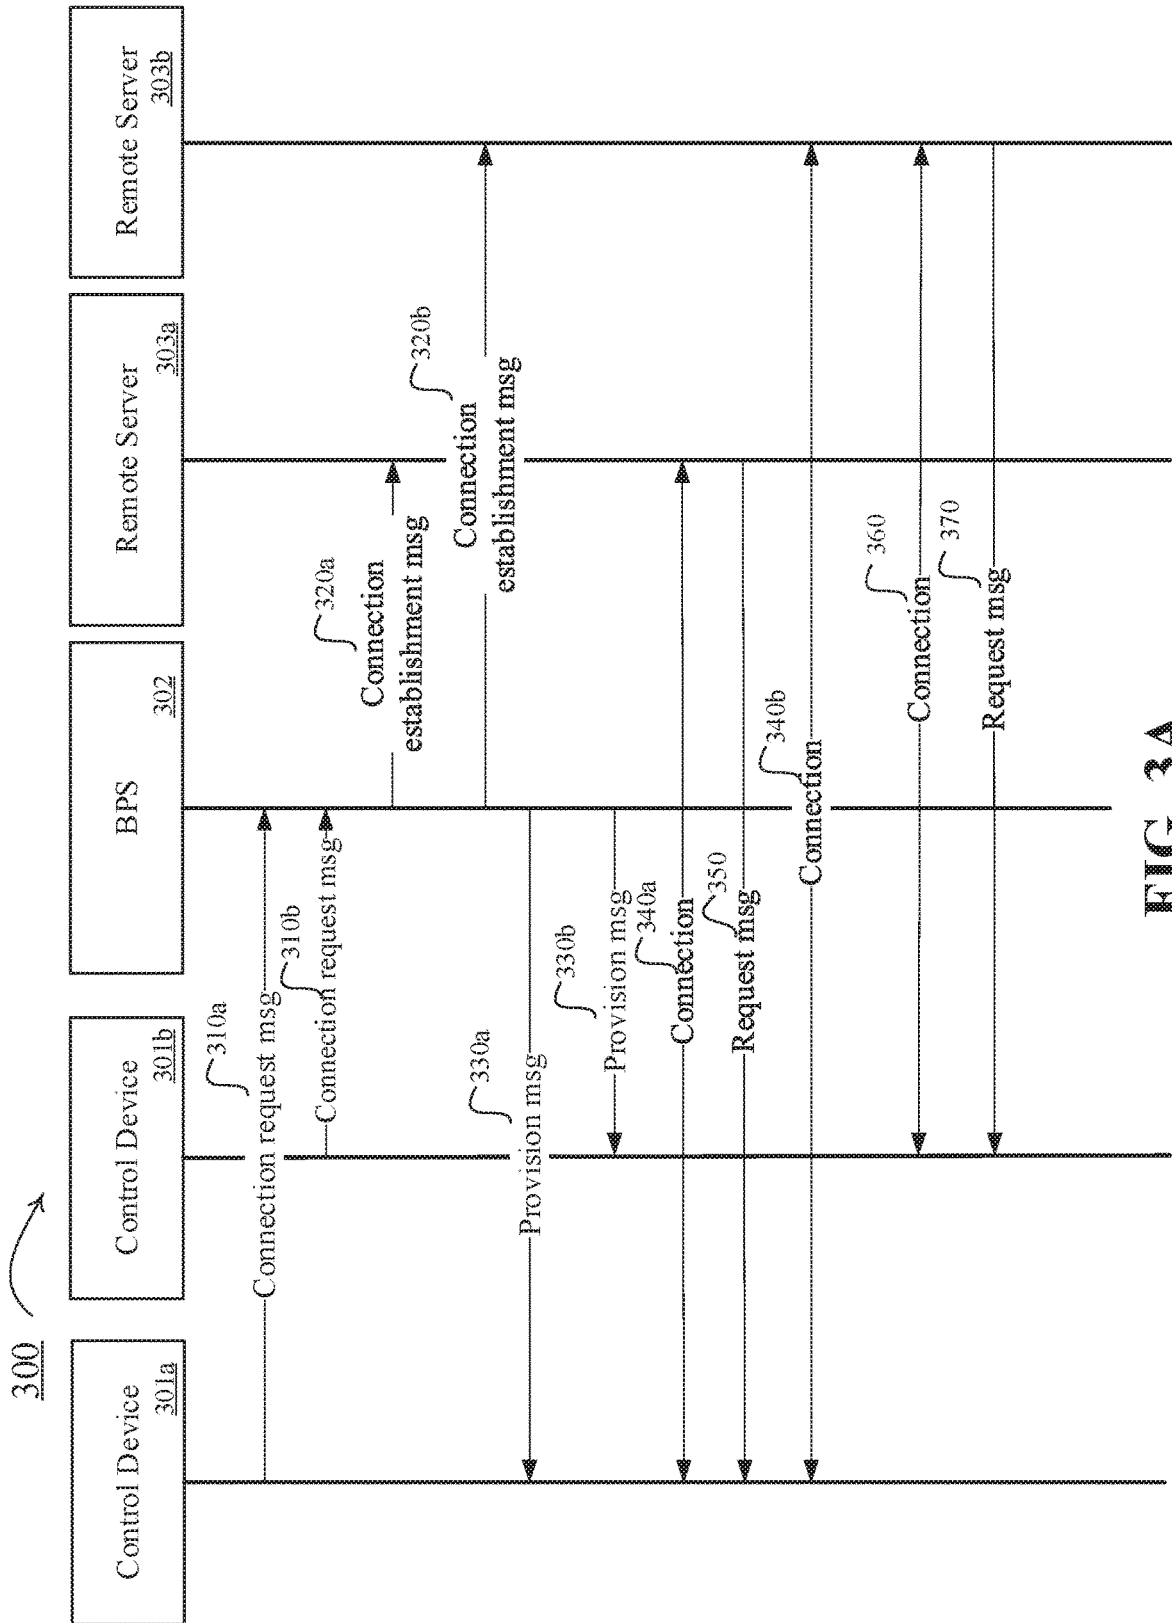 300
Control Device
301a
Control Device
301b
BPS
302
Remote Server
303a
Remote Server
303b
310a
Connection request msg
310b
Connection request msg
320a
Connection
establishment msg
320b
Connection
establishment msg
330a
Provision msg
330b
Provision msg
340a
Connection
350
Request msg
340b
Connection
360
Connection
370
Request msg
FIG. 3A